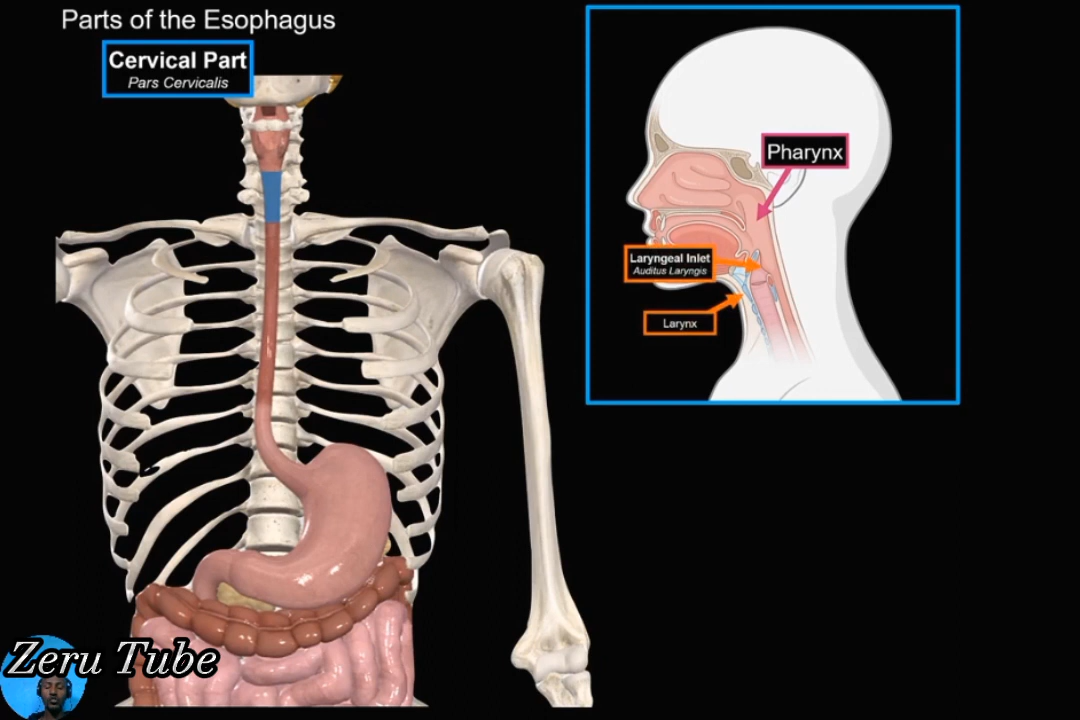 Parts of the Esophagus
Cervical Part
Pars Cervicalis
Pharynx
Laryngeal Inlet
Auditus Laryngis
Larynx
Zeru Tube